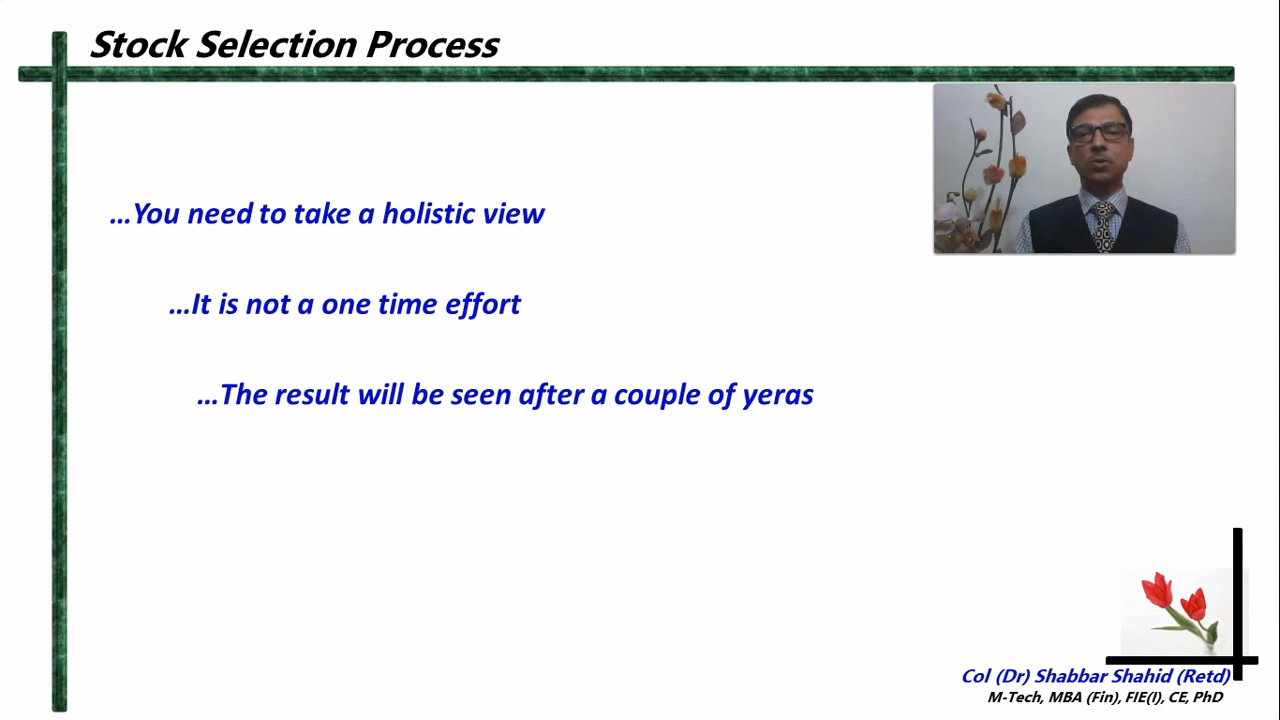 Stock Selection Process
...You need to take a holistic view
...It is not a one time effort
...The result will be seen after a couple of yeras
Col (Dr) Shabbar Shahid (Retd)
M-Tech, MBA (Fin), FIE(I), CE, PhD